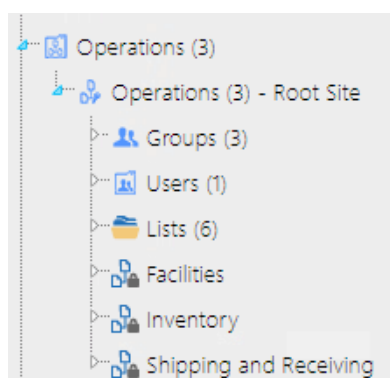 Operations (3)
Operations (3) - Root Site
Groups (3)
Users (1)
Lists (6)
Facilities
Inventory
Shipping and Receiving